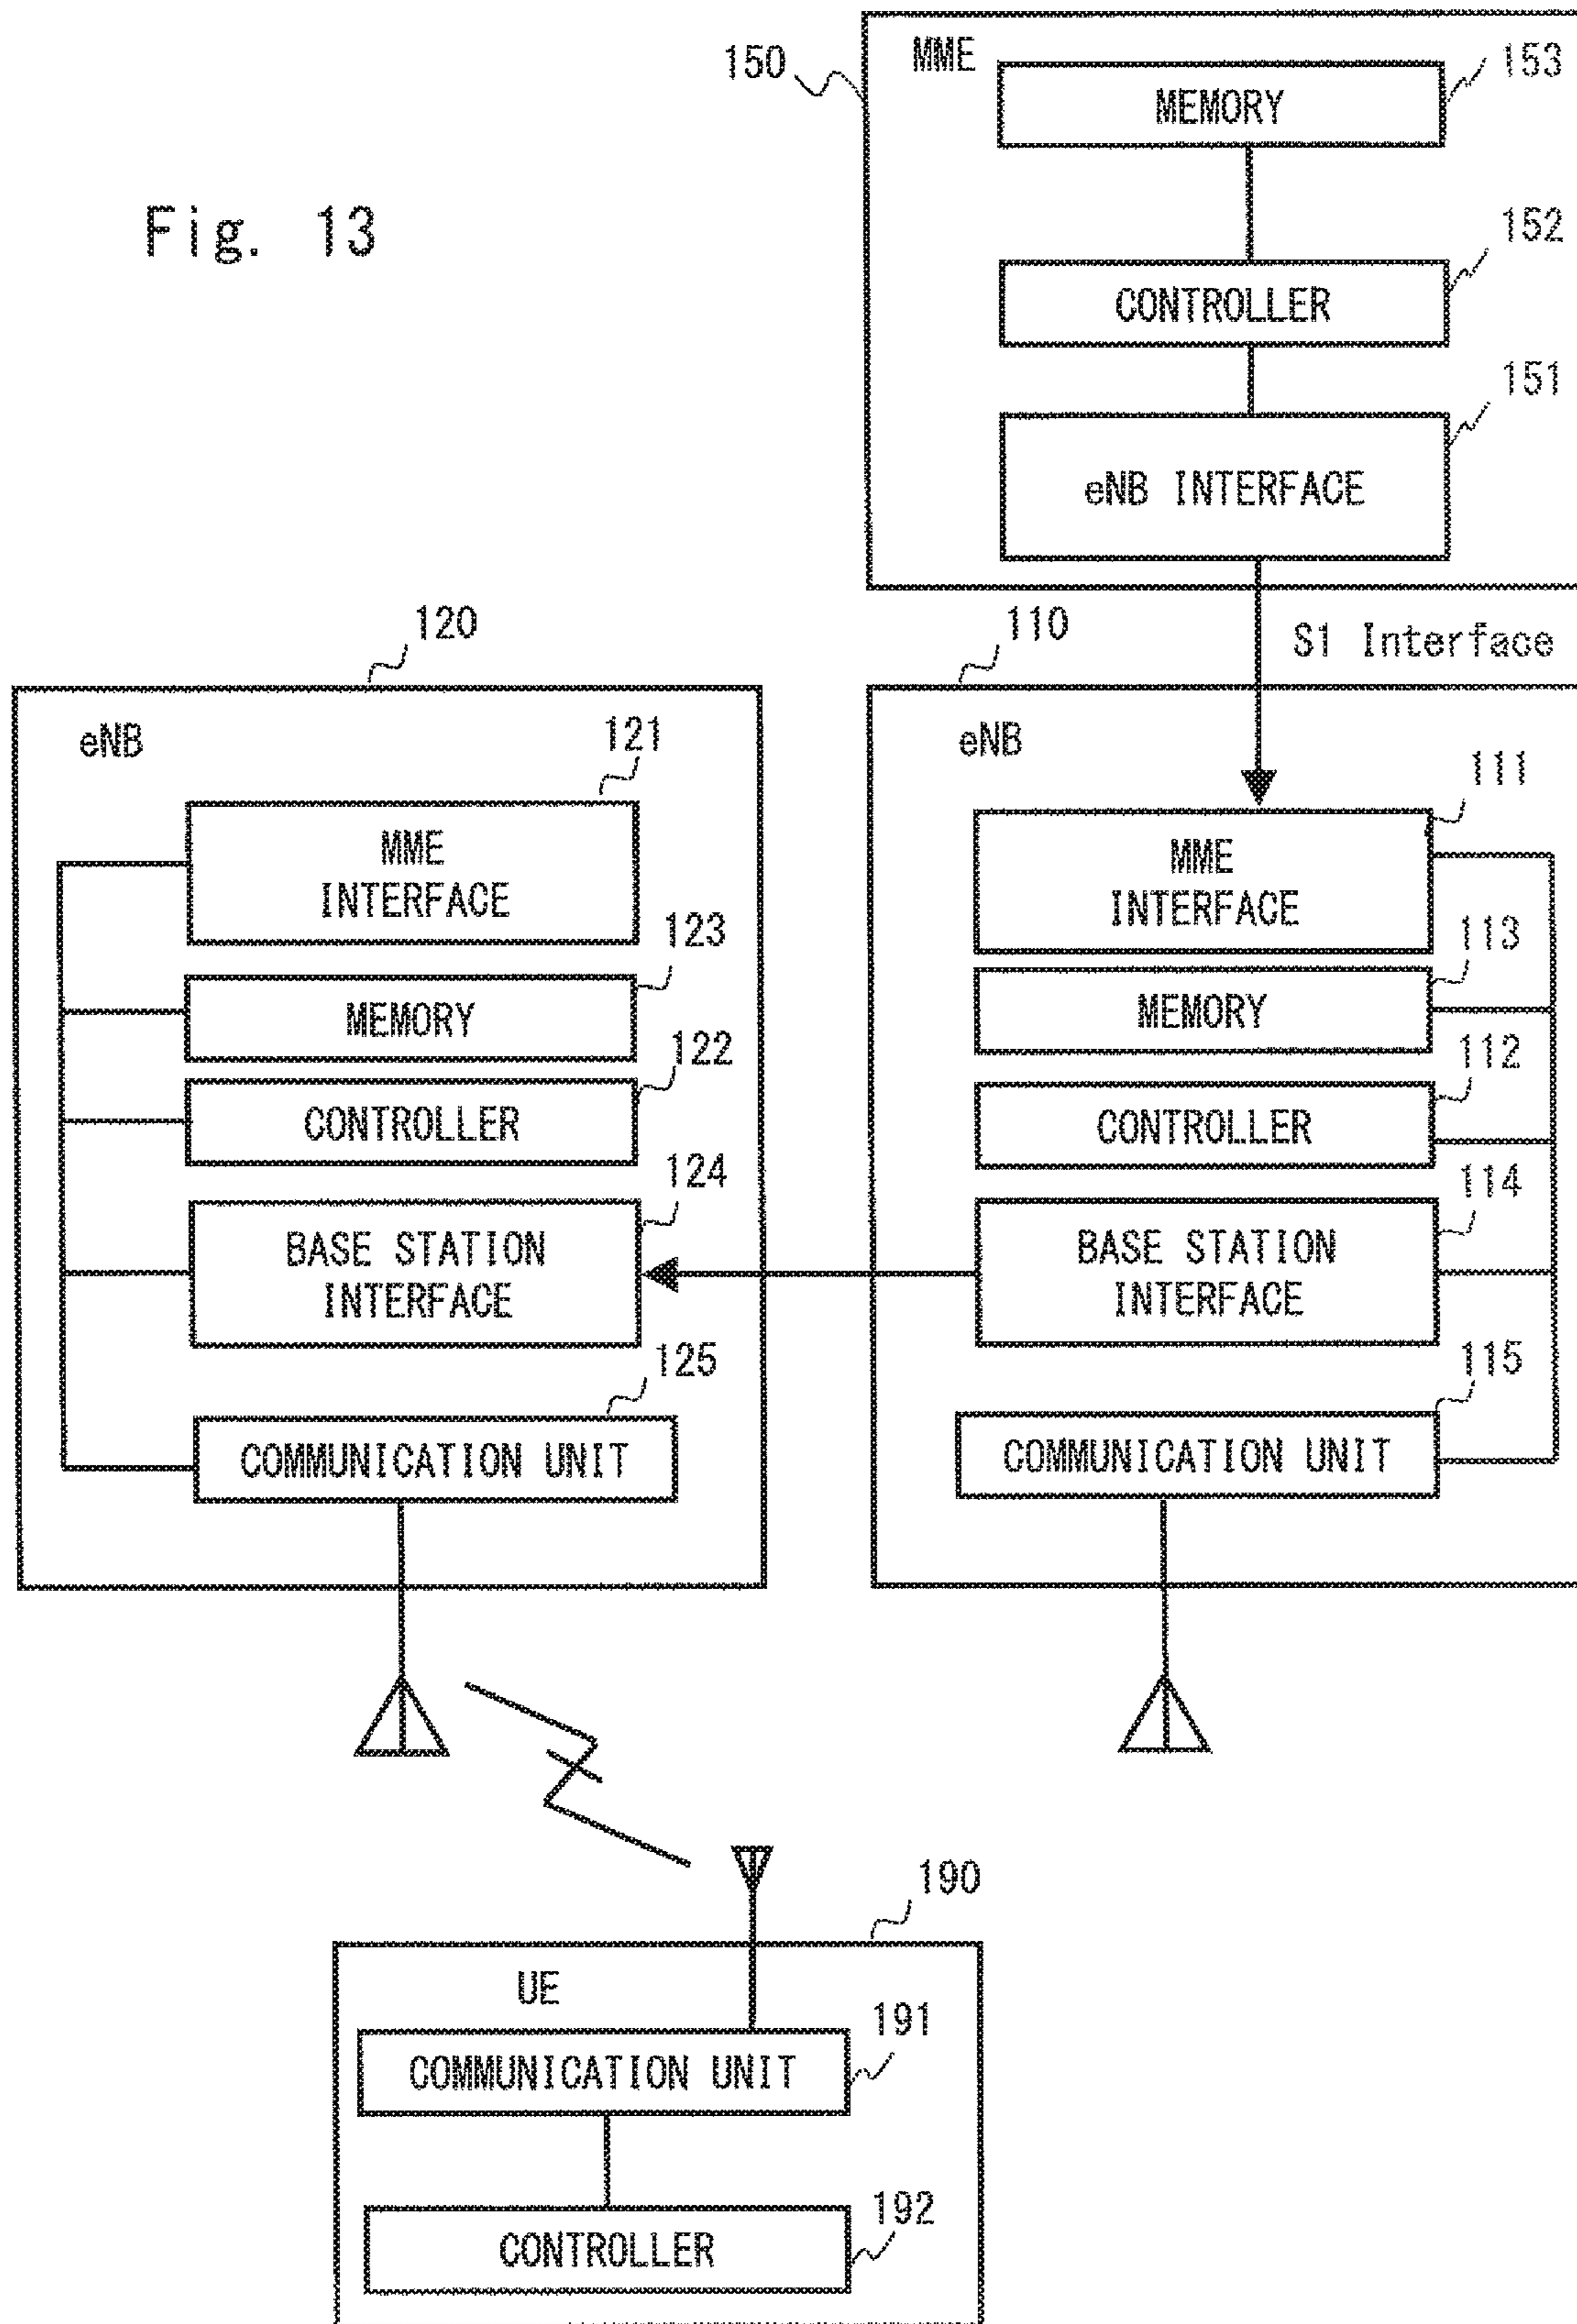 Fig. 13
150
MME
153
MEMORY
152
CONTROLLER
151
eNB INTERFACE
S1 Interface
120
eNB
121
MME
INTERFACE
123
MEMORY
122
CONTROLLER
124
BASE STATION
INTERFACE
125
COMMUNICATION UNIT
110
eNB
111
MME
INTERFACE
113
MEMORY
112
CONTROLLER
114
BASE STATION
INTERFACE
115
COMMUNICATION UNIT
190
UE
191
COMMUNICATION UNIT
192
CONTROLLER